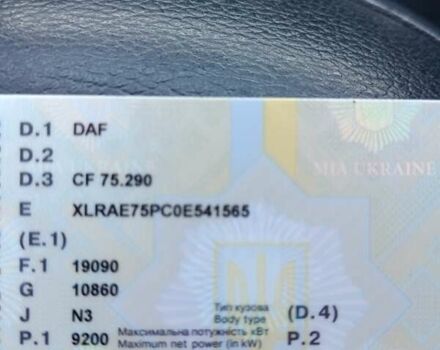 D.1 DAF
MIA UKRAINE
D.2
D.3 CF 75.290
E XLRAE75PC0E541565
(E.1)
F.1 19090
G 10860
Тип кузова
J N3 Body type (D.4)
Максимальна потужність кВт
P.1 9200 Maximum net power (in kW) P.2